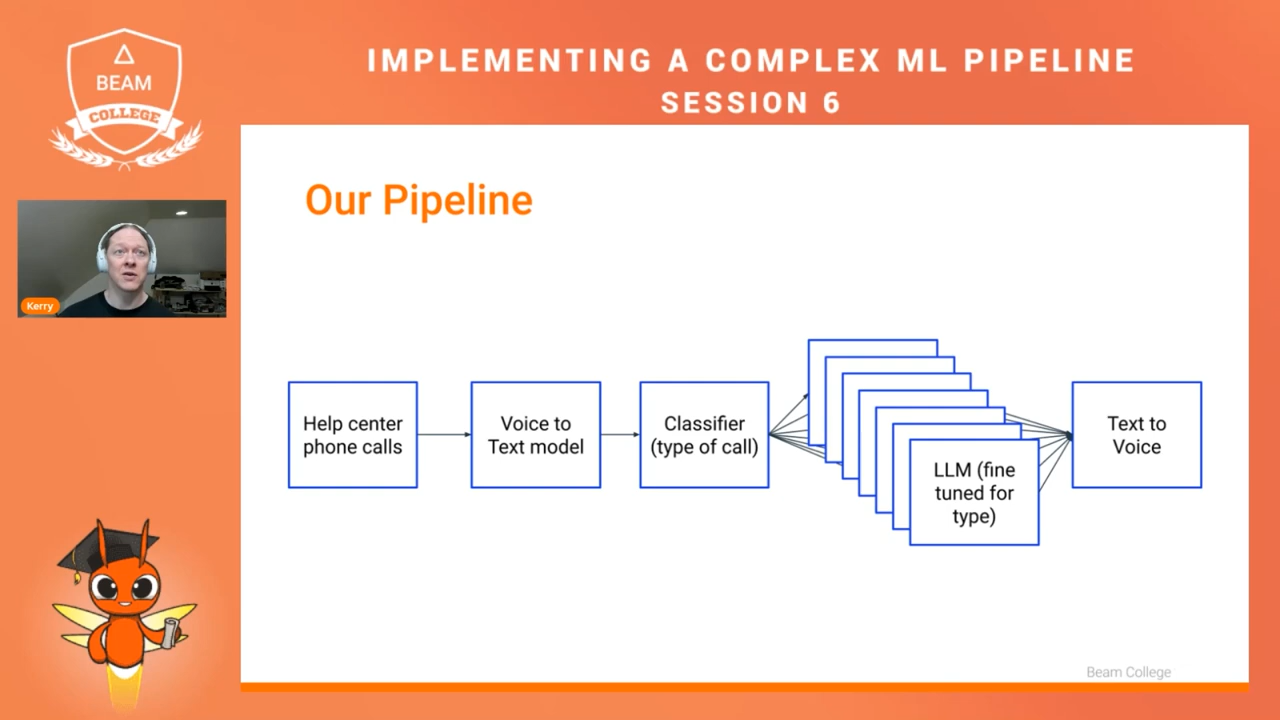 BEAM
COLLEGE
IMPLEMENTING A COMPLEX ML PIPELINE
SESSION 6
Kerry
Our Pipeline
Help center
phone calls
Voice to
Text model
Classifier
(type of call)
LLM (fine
tuned for
type)
Text to
Voice
Beam College